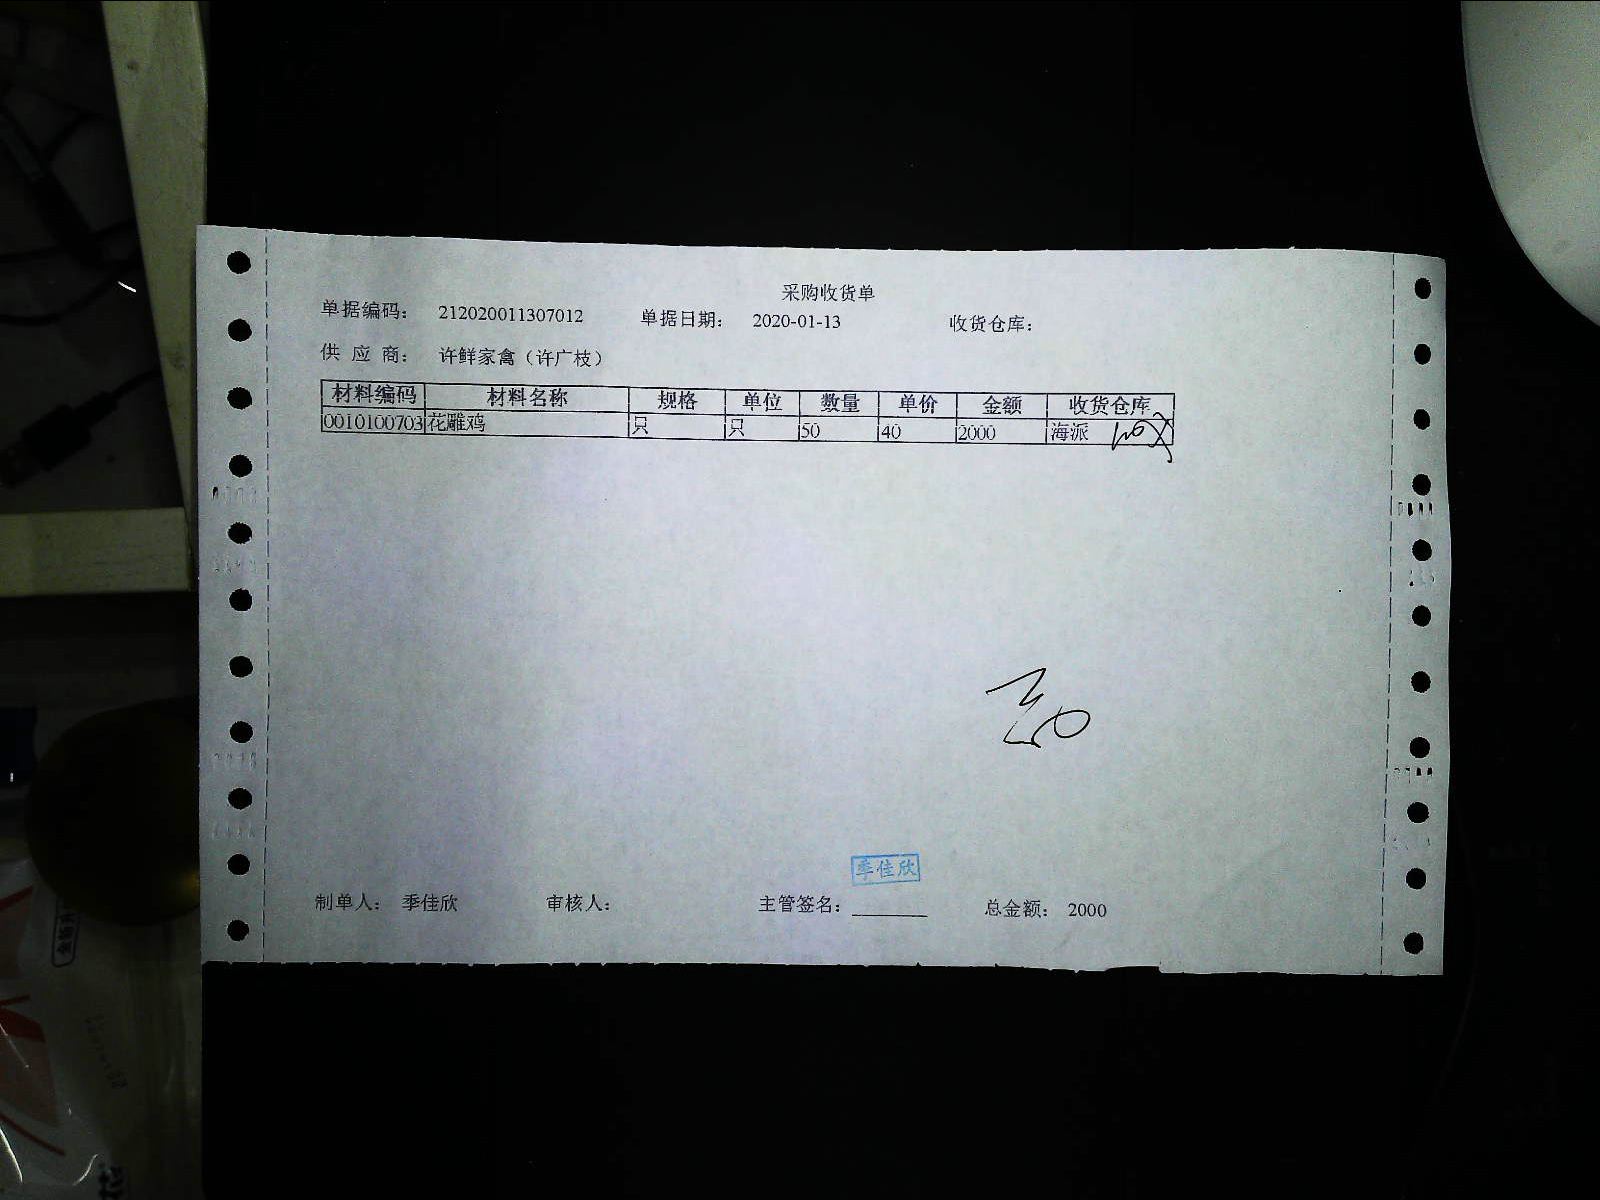 采购收货单
单据编码： 212020011307012 单据日期： 2020-01-13 收货仓库：
供 应 商： 许鲜家禽（许广枝）
材料编码 材料名称 规格 单位 数量 单价 金额 收货仓库
0010100703 花雕鸡 只 只 50 40 2000 海派
季佳欣
制单人： 季佳欣 审核人： 主管签名： 总金额： 2000